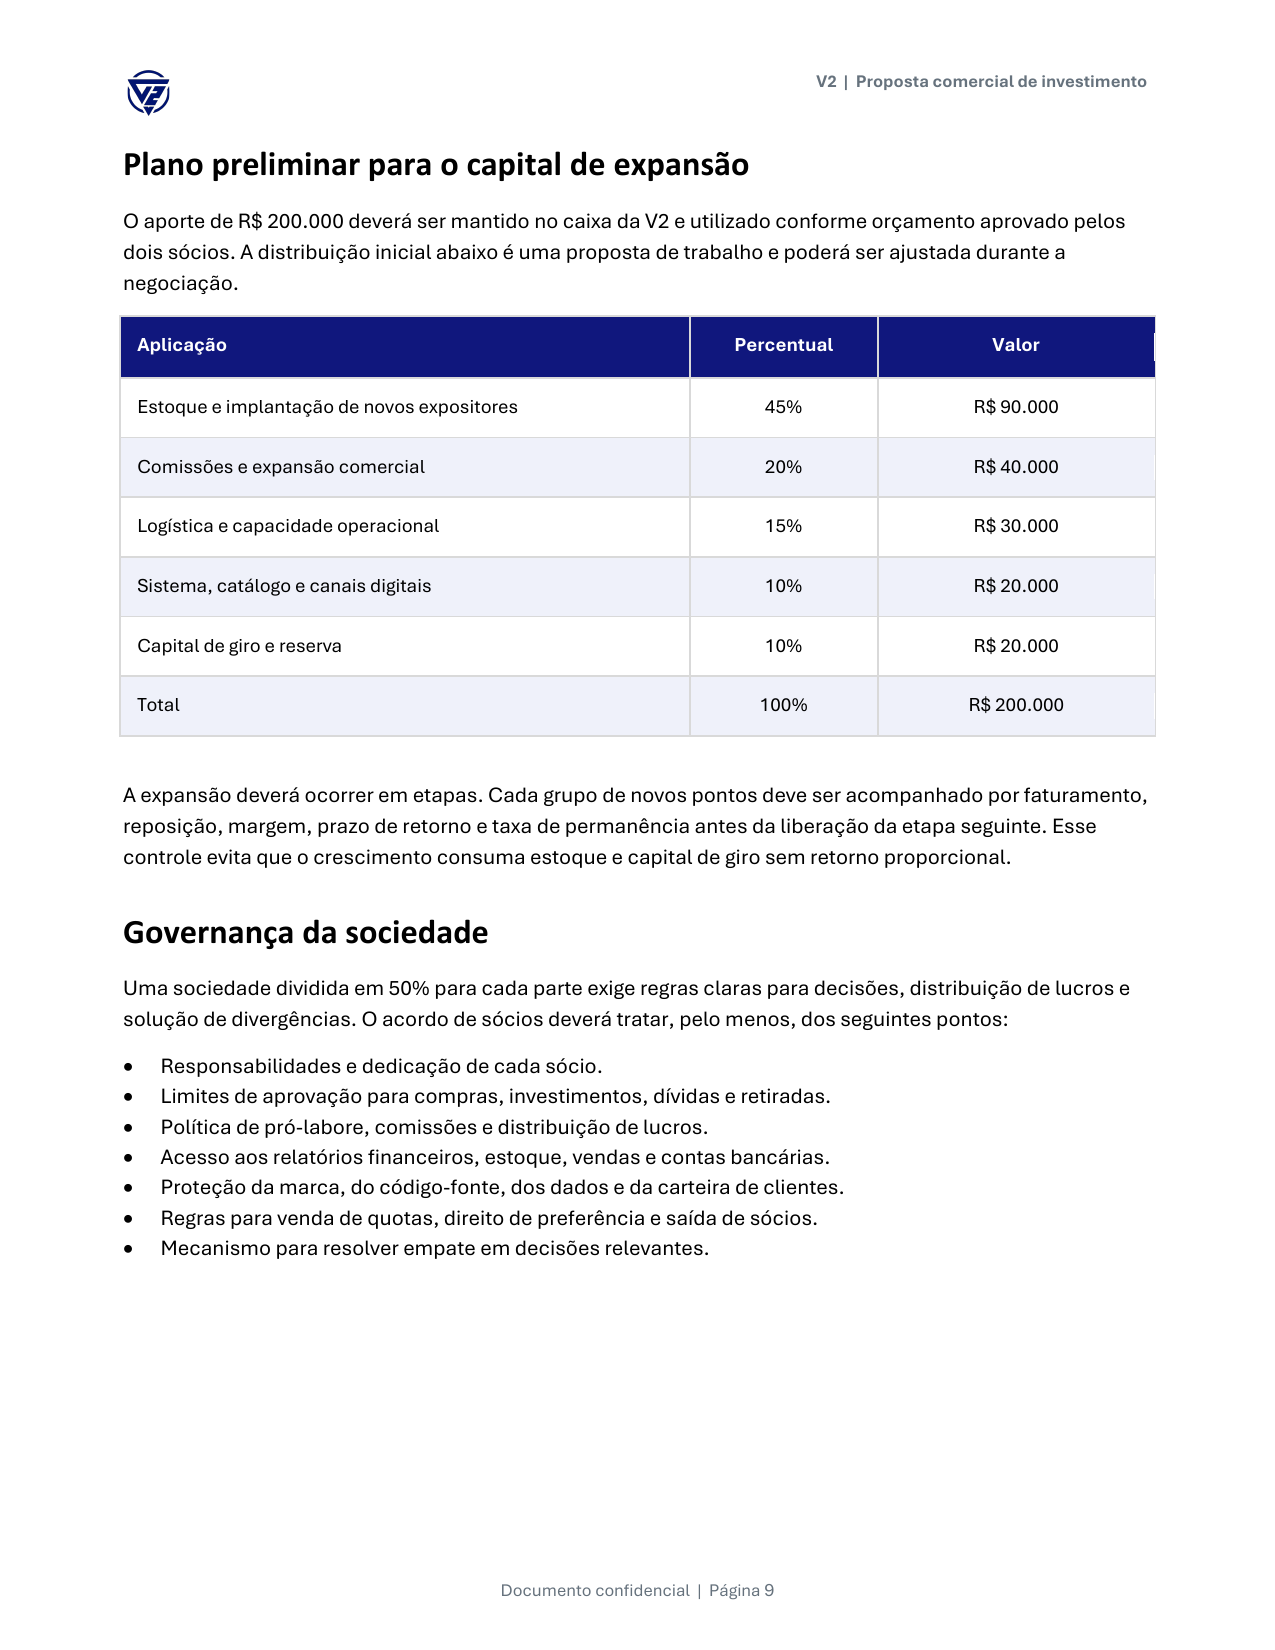 V2
V2 | Proposta comercial de investimento
Plano preliminar para o capital de expansão
O aporte de R$ 200.000 deverá ser mantido no caixa da V2 e utilizado conforme orçamento aprovado pelos
dois sócios. A distribuição inicial abaixo é uma proposta de trabalho e poderá ser ajustada durante a
negociação.
Aplicação Percentual Valor
Estoque e implantação de novos expositores 45% R$ 90.000
Comissões e expansão comercial 20% R$ 40.000
Logística e capacidade operacional 15% R$ 30.000
Sistema, catálogo e canais digitais 10% R$ 20.000
Capital de giro e reserva 10% R$ 20.000
Total 100% R$ 200.000
A expansão deverá ocorrer em etapas. Cada grupo de novos pontos deve ser acompanhado por faturamento,
reposição, margem, prazo de retorno e taxa de permanência antes da liberação da etapa seguinte. Esse
controle evita que o crescimento consuma estoque e capital de giro sem retorno proporcional.
Governança da sociedade
Uma sociedade dividida em 50% para cada parte exige regras claras para decisões, distribuição de lucros e
solução de divergências. O acordo de sócios deverá tratar, pelo menos, dos seguintes pontos:
• Responsabilidades e dedicação de cada sócio.
• Limites de aprovação para compras, investimentos, dívidas e retiradas.
• Política de pró-labore, comissões e distribuição de lucros.
• Acesso aos relatórios financeiros, estoque, vendas e contas bancárias.
• Proteção da marca, do código-fonte, dos dados e da carteira de clientes.
• Regras para venda de quotas, direito de preferência e saída de sócios.
• Mecanismo para resolver empate em decisões relevantes.
Documento confidencial | Página 9